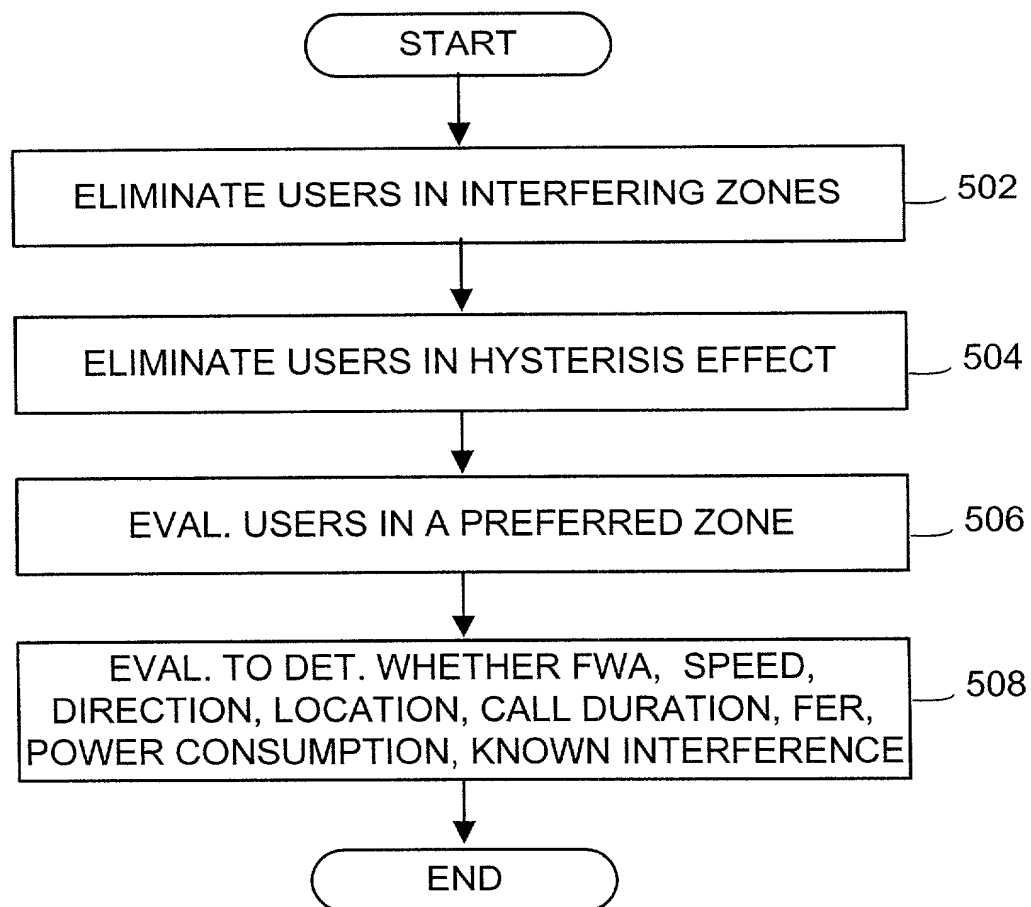 START
ELIMINATE USERS IN INTERFERING ZONES
502
ELIMINATE USERS IN HYSTERISIS EFFECT
504
EVAL. USERS IN A PREFERRED ZONE
506
EVAL. TO DET. WHETHER FWA, SPEED,
DIRECTION, LOCATION, CALL DURATION, FER,
POWER CONSUMPTION, KNOWN INTERFERENCE
508
END